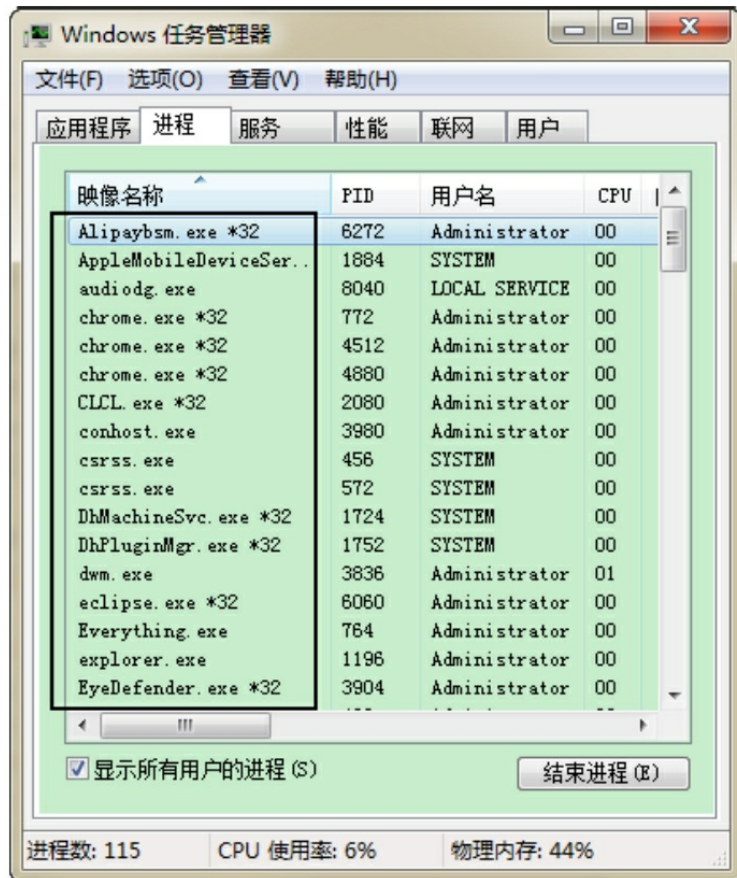 Windows 任务管理器
文件(F) 选项(O) 查看(V) 帮助(H)
应用程序 进程 服务 性能 联网 用户
映像名称 PID 用户名 CPU
Alipaybsm.exe *32 6272 Administrator 00
AppleMobileDeviceSer.. 1884 SYSTEM 00
audiodg.exe 8040 LOCAL SERVICE 00
chrome.exe *32 772 Administrator 00
chrome.exe *32 4512 Administrator 00
chrome.exe *32 4880 Administrator 00
CLCL.exe *32 2080 Administrator 00
conhost.exe 3980 Administrator 00
csrss.exe 456 SYSTEM 00
csrss.exe 572 SYSTEM 00
DhMachineSvc.exe *32 1724 SYSTEM 00
DhPluginMgr.exe *32 1752 SYSTEM 00
dwm.exe 3836 Administrator 01
eclipse.exe *32 6060 Administrator 00
Everything.exe 764 Administrator 00
explorer.exe 1196 Administrator 00
EyeDefender.exe *32 3904 Administrator 00
显示所有用户的进程(S) 结束进程(E)
进程数: 115 CPU 使用率: 6% 物理内存: 44%